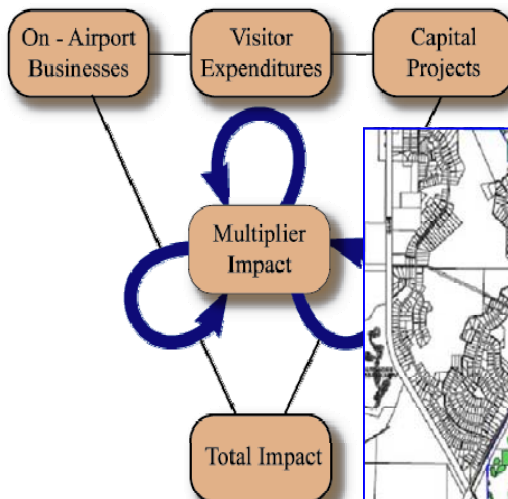 On - Airport
Businesses
Visitor
Expenditures
Capital
Projects
Multiplier
Impact
Total Impact